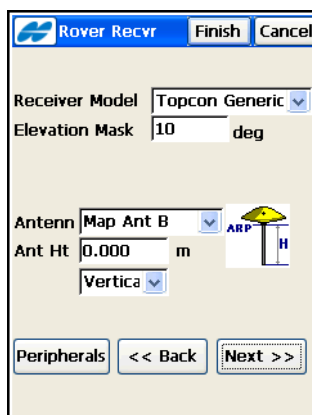 Rover Recvr Finish Cancel
Receiver Model Topcon Generic
Elevation Mask 10 deg
Antenn Map Ant B
ARP
Ant Ht 0.000 m H
Vertica
Peripherals << Back Next >>